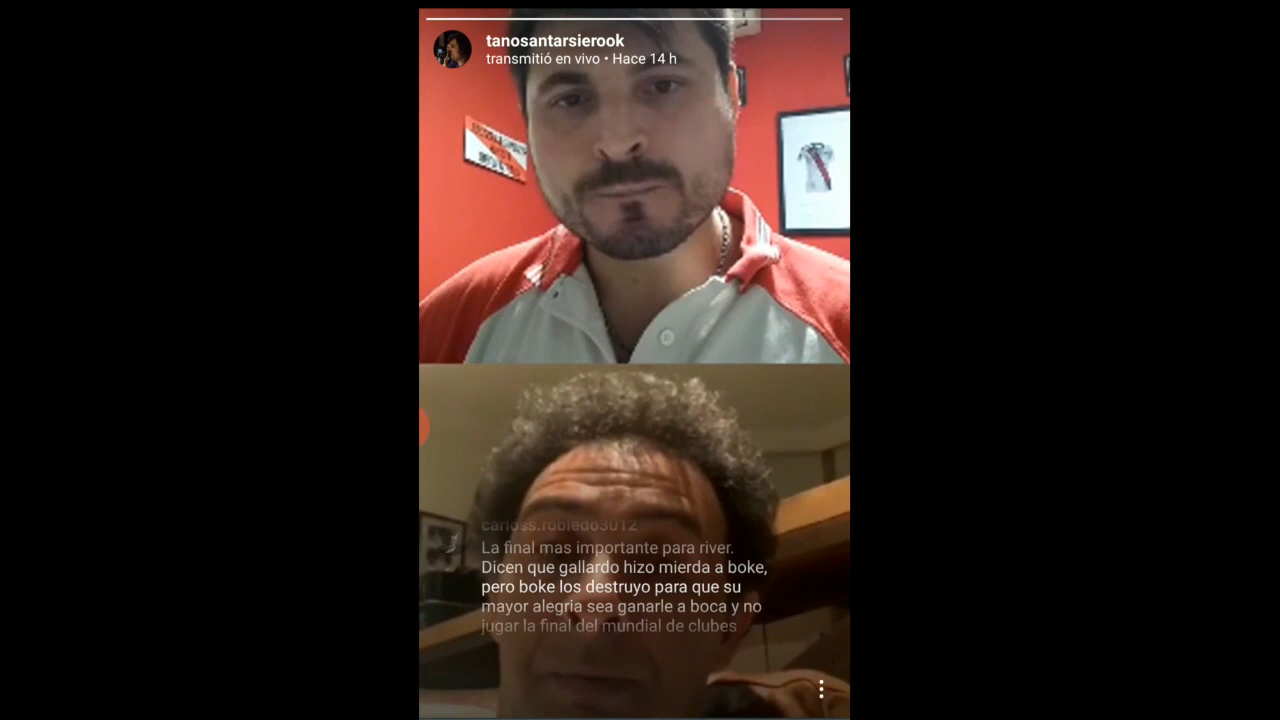 tanosantarsierook
transmitió en vivo • Hace 14 h
carloss.robledo3012
La final mas importante para river.
Dicen que gallardo hizo mierda a boke,
pero boke los destruyo para que su
mayor alegria sea ganarle a boca y no
jugar la final del mundial de clubes